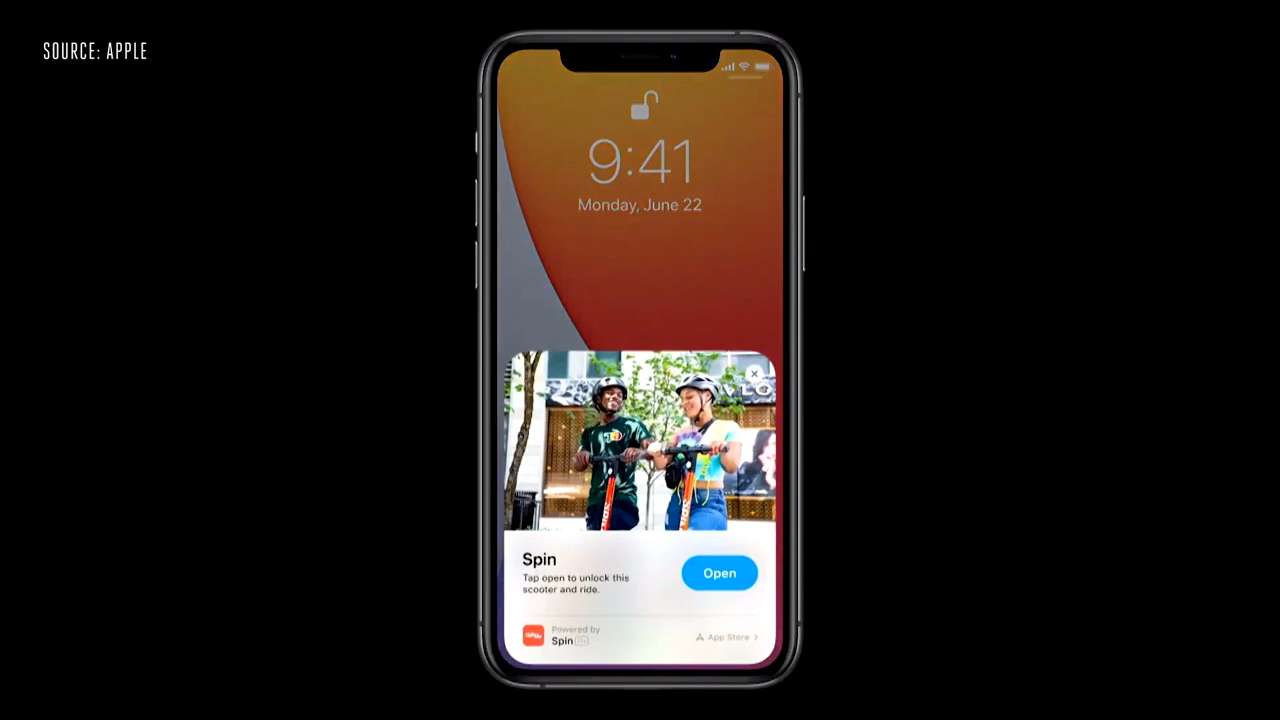 SOURCE: APPLE
9:41
Monday, June 22
Spin
Tap open to unlock this
scooter and ride.
Open
Powered by
Spin 17+
App Store